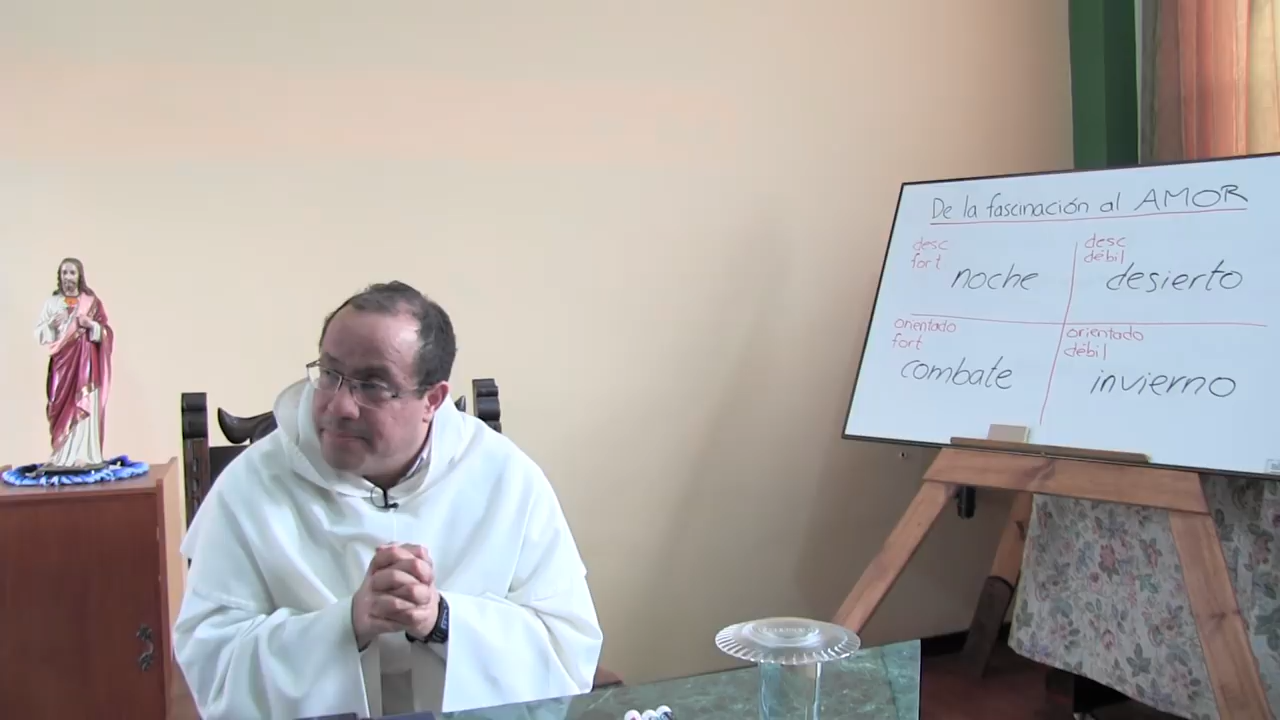 De la fascinación al AMOR
desc
fort
noche
desc
débil
desierto
orientado
fort
combate
orientado
débil
invierno